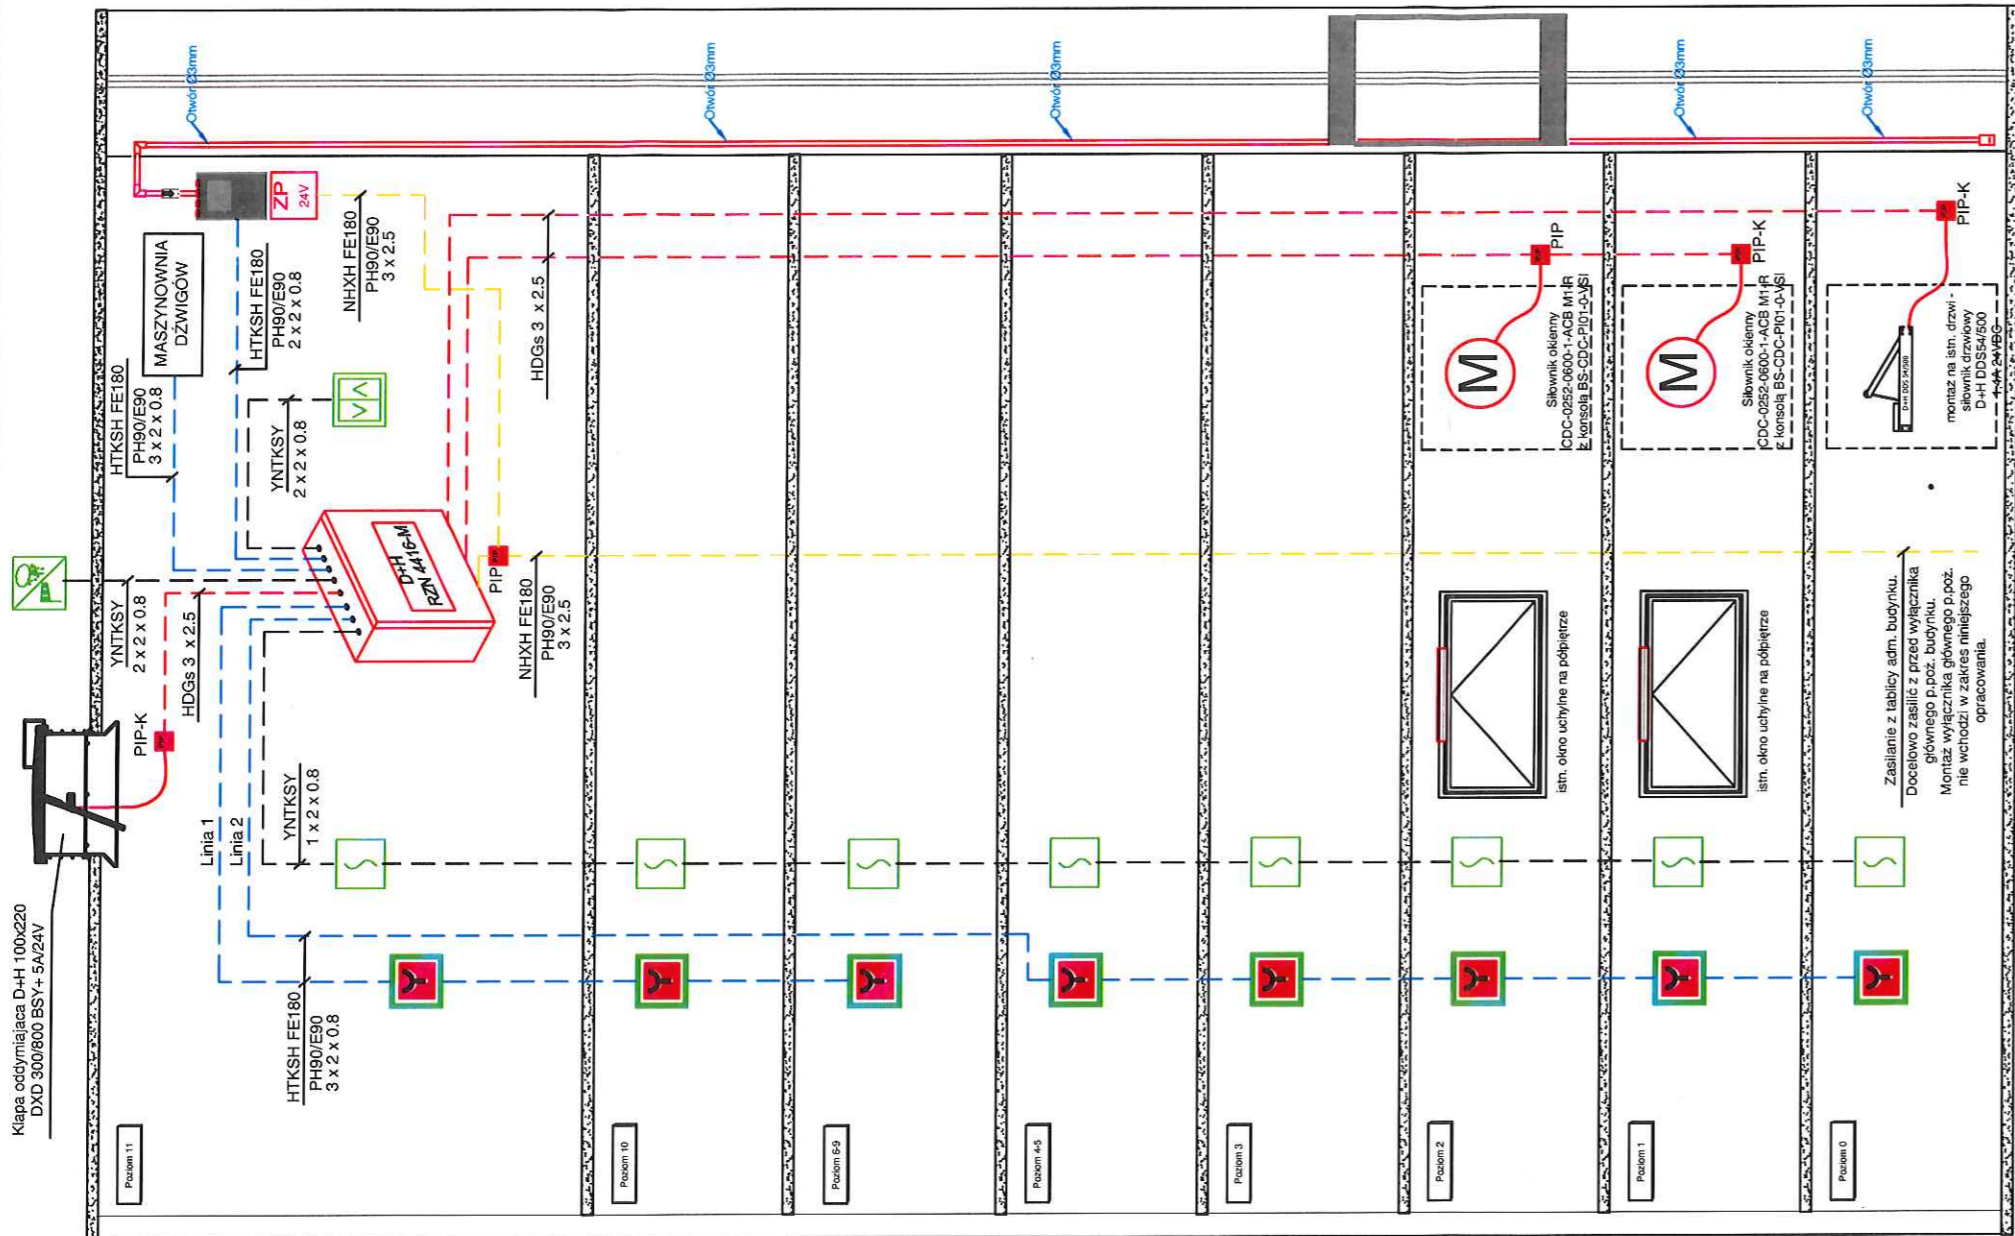 Klapa oddymiająca D+H 100x220
DXD 300/800 BSY+ 5A/24V
PIP-K
PIP
YNTKSY
2 x 2 x 0.8
HDGs 3 x 2.5
HTKSH FE180
PH90/E90
3 x 2 x 0.8
MASZYNOWNIA
DŹWIGÓW
ZP
24V
Otwór Ø3mm
Otwór Ø3mm
Otwór Ø3mm
Otwór Ø3mm
Otwór Ø3mm
HTKSH FE180
PH90/E90
2 x 2 x 0.8
NHXH FE180
PH90/E90
3 x 2.5
YNTKSY
2 x 2 x 0.8
HDGs 3 x 2.5
Linia 1
Linia 2
YNTKSY
1 x 2 x 0.8
HTKSH FE180
PH90/E90
3 x 2 x 0.8
D+H
RZN 4416-M
PIP
PIP
NHXH FE180
PH90/E90
3 x 2.5
Poziom 11
Poziom 10
Poziom 6-9
Poziom 4-5
Poziom 3
Poziom 2
istn. okno uchylne na półpiętrze
M
Siłownik okienny
CDC-0252-0600-1-ACB M1-R
z konsolą BS-CDC-PI01-0-VSI
PIP
PIP
Poziom 1
istn. okno uchylne na półpiętrze
M
Siłownik okienny
CDC-0252-0600-1-ACB M1-R
z konsolą BS-CDC-PI01-0-VSI
PIP
PIP-K
Poziom 0
Zasilanie z tablicy adm. budynku.
Docelowo zasilić z przed wyłącznika
głównego p.poż. budynku.
Montaż wyłącznika głównego p.poż.
nie wchodzi w zakres niniejszego
opracowania.
D+H DDS 54/500
montaż na istn. drzwi -
siłownik drzwiowy
D+H DDS54/500
PIP
PIP-K